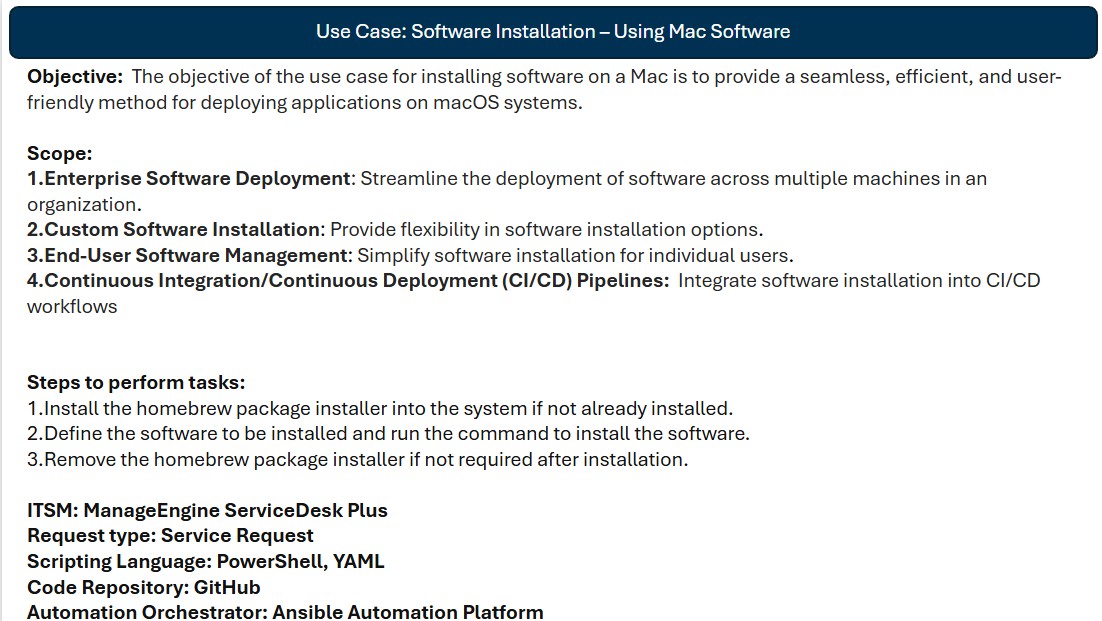 Use Case: Software Installation – Using Mac Software
Objective: The objective of the use case for installing software on a Mac is to provide a seamless, efficient, and user-
friendly method for deploying applications on macOS systems.
Scope:
1.Enterprise Software Deployment: Streamline the deployment of software across multiple machines in an
organization.
2.Custom Software Installation: Provide flexibility in software installation options.
3.End-User Software Management: Simplify software installation for individual users.
4.Continuous Integration/Continuous Deployment (CI/CD) Pipelines: Integrate software installation into CI/CD
workflows
Steps to perform tasks:
1.Install the homebrew package installer into the system if not already installed.
2.Define the software to be installed and run the command to install the software.
3.Remove the homebrew package installer if not required after installation.
ITSM: ManageEngine ServiceDesk Plus
Request type: Service Request
Scripting Language: PowerShell, YAML
Code Repository: GitHub
Automation Orchestrator: Ansible Automation Platform